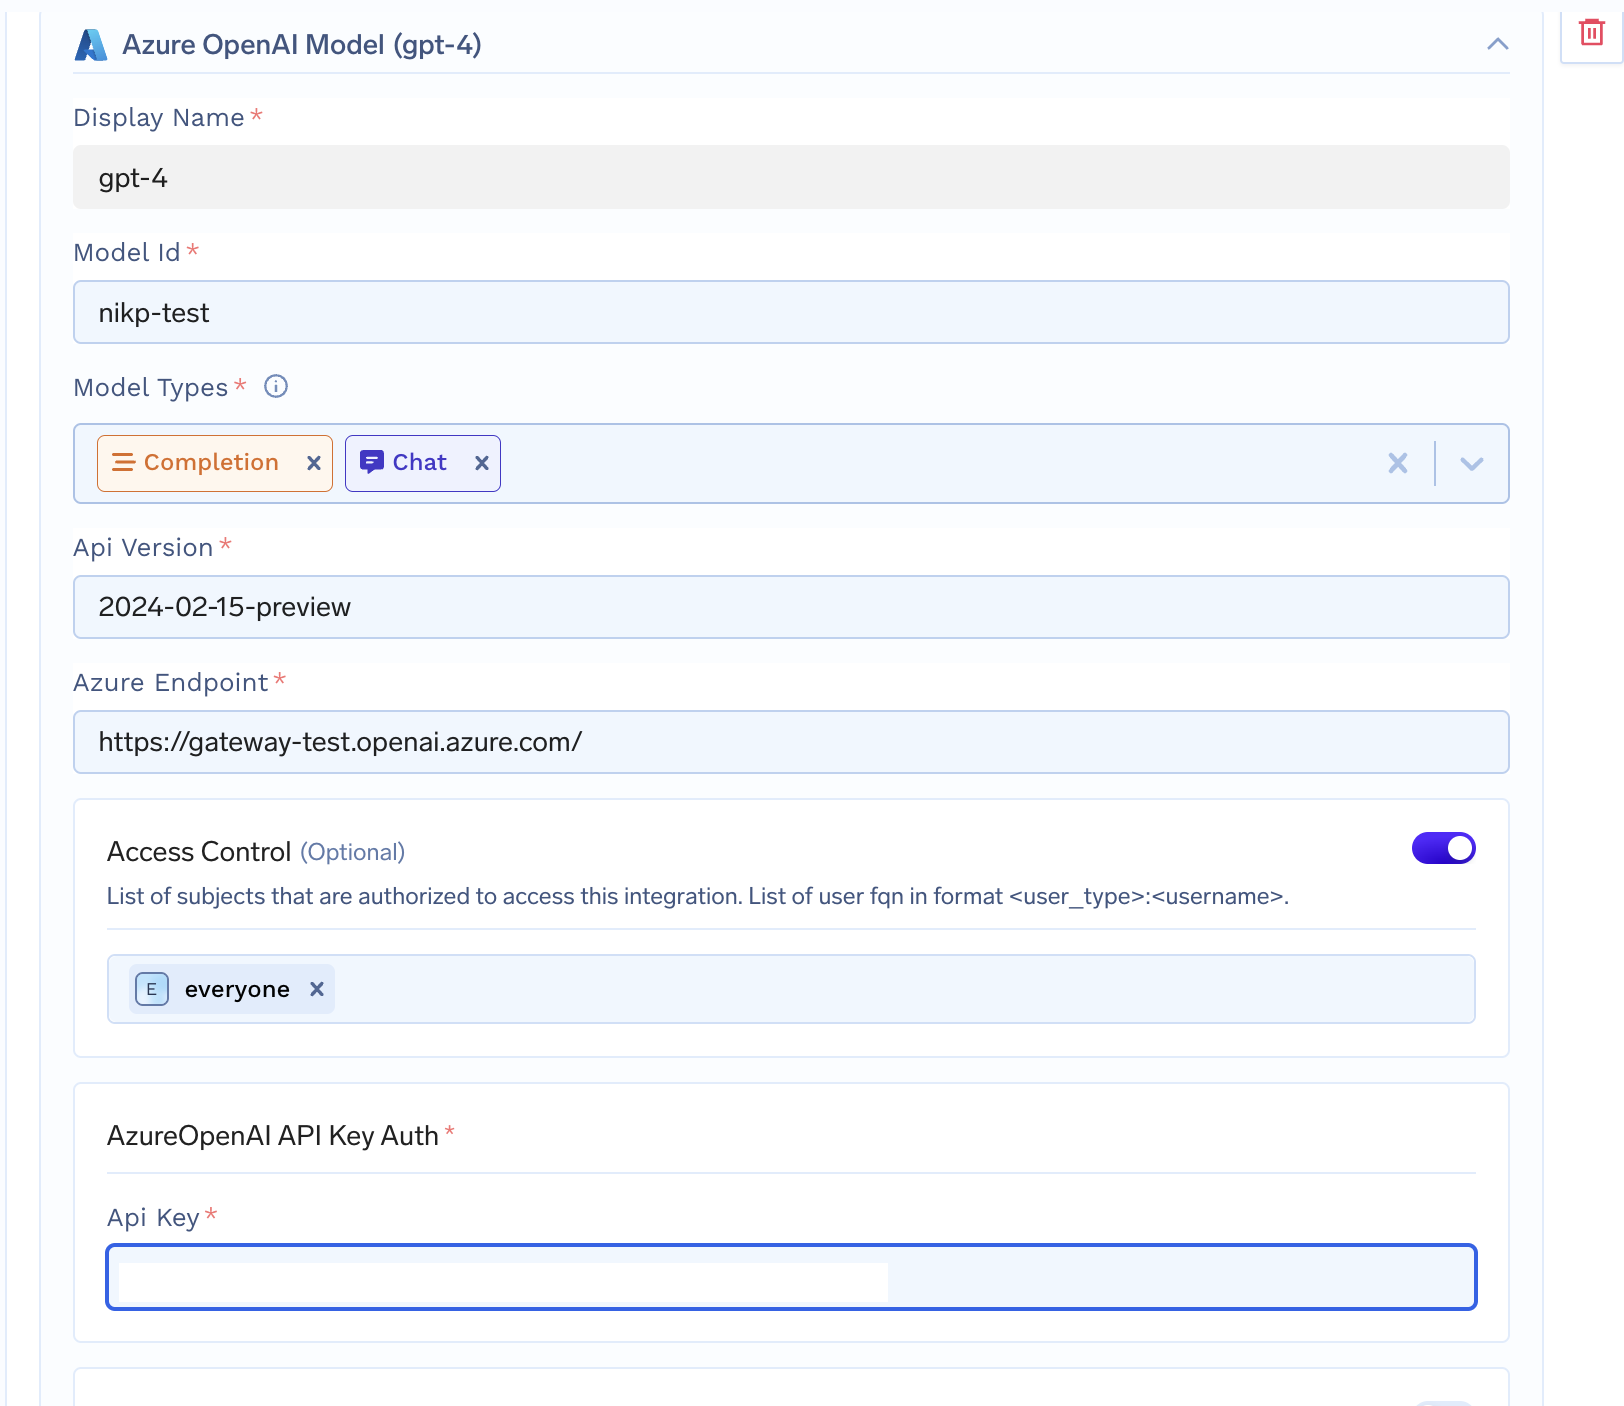 Azure OpenAI Model (gpt-4)
Display Name *
gpt-4
Model Id *
nikp-test
Model Types *
Completion
Chat
Api Version *
2024-02-15-preview
Azure Endpoint *
https://gateway-test.openai.azure.com/
Access Control (Optional)
List of subjects that are authorized to access this integration. List of user fqn in format <user_type>:<username>.
E everyone
AzureOpenAI API Key Auth *
Api Key *